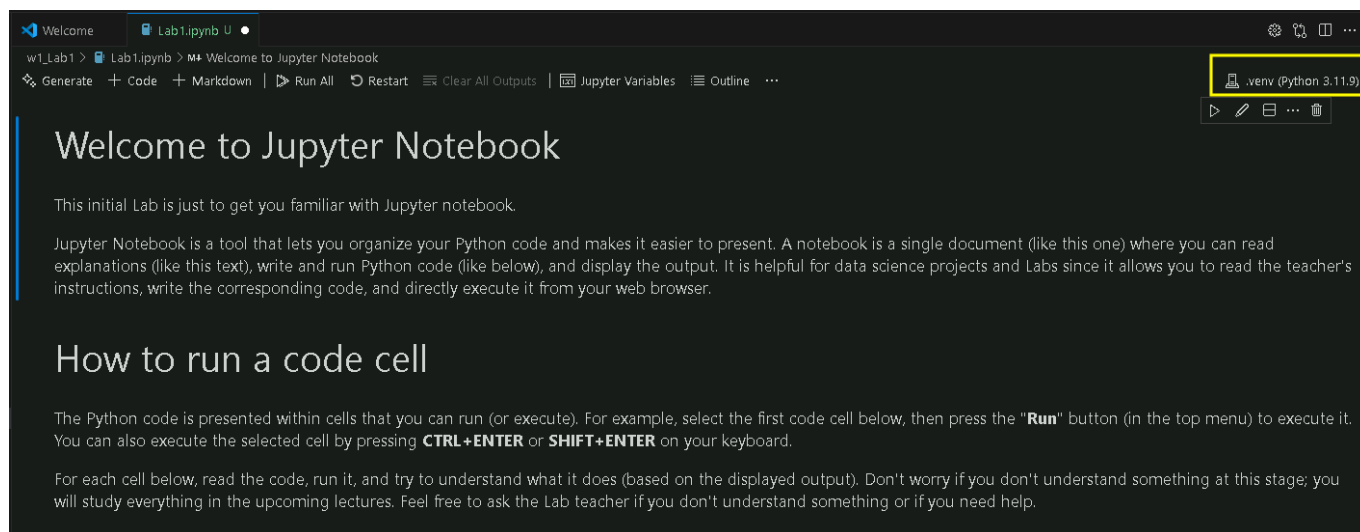 Welcome Lab1.ipynb U
w1_Lab1 > Lab1.ipynb > M↓ Welcome to Jupyter Notebook
Generate + Code + Markdown | Run All Restart Clear All Outputs | Jupyter Variables Outline ...
.venv (Python 3.11.9)
Welcome to Jupyter Notebook
This initial Lab is just to get you familiar with Jupyter notebook.
Jupyter Notebook is a tool that lets you organize your Python code and makes it easier to present. A notebook is a single document (like this one) where you can read
explanations (like this text), write and run Python code (like below), and display the output. It is helpful for data science projects and Labs since it allows you to read the teacher's
instructions, write the corresponding code, and directly execute it from your web browser.
How to run a code cell
The Python code is presented within cells that you can run (or execute). For example, select the first code cell below, then press the "Run" button (in the top menu) to execute it.
You can also execute the selected cell by pressing CTRL+ENTER or SHIFT+ENTER on your keyboard.
For each cell below, read the code, run it, and try to understand what it does (based on the displayed output). Don't worry if you don't understand something at this stage; you
will study everything in the upcoming lectures. Feel free to ask the Lab teacher if you don't understand something or if you need help.